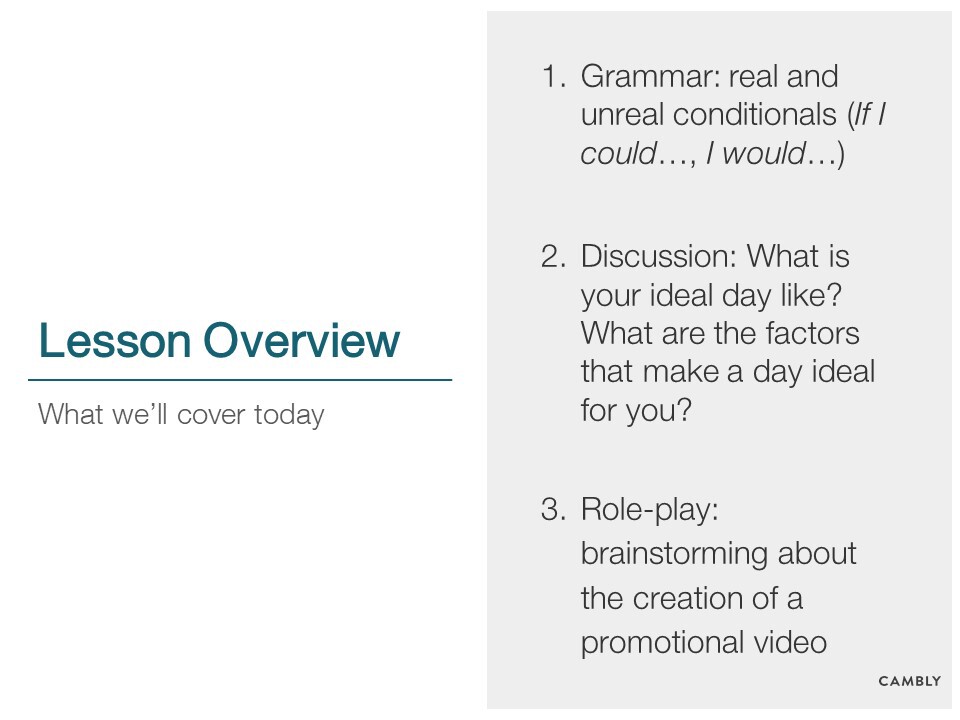 Lesson Overview
What we’ll cover today
1. Grammar: real and
unreal conditionals (If I
could…, I would…)
2. Discussion: What is
your ideal day like?
What are the factors
that make a day ideal
for you?
3. Role-play:
brainstorming about
the creation of a
promotional video
CAMBLY